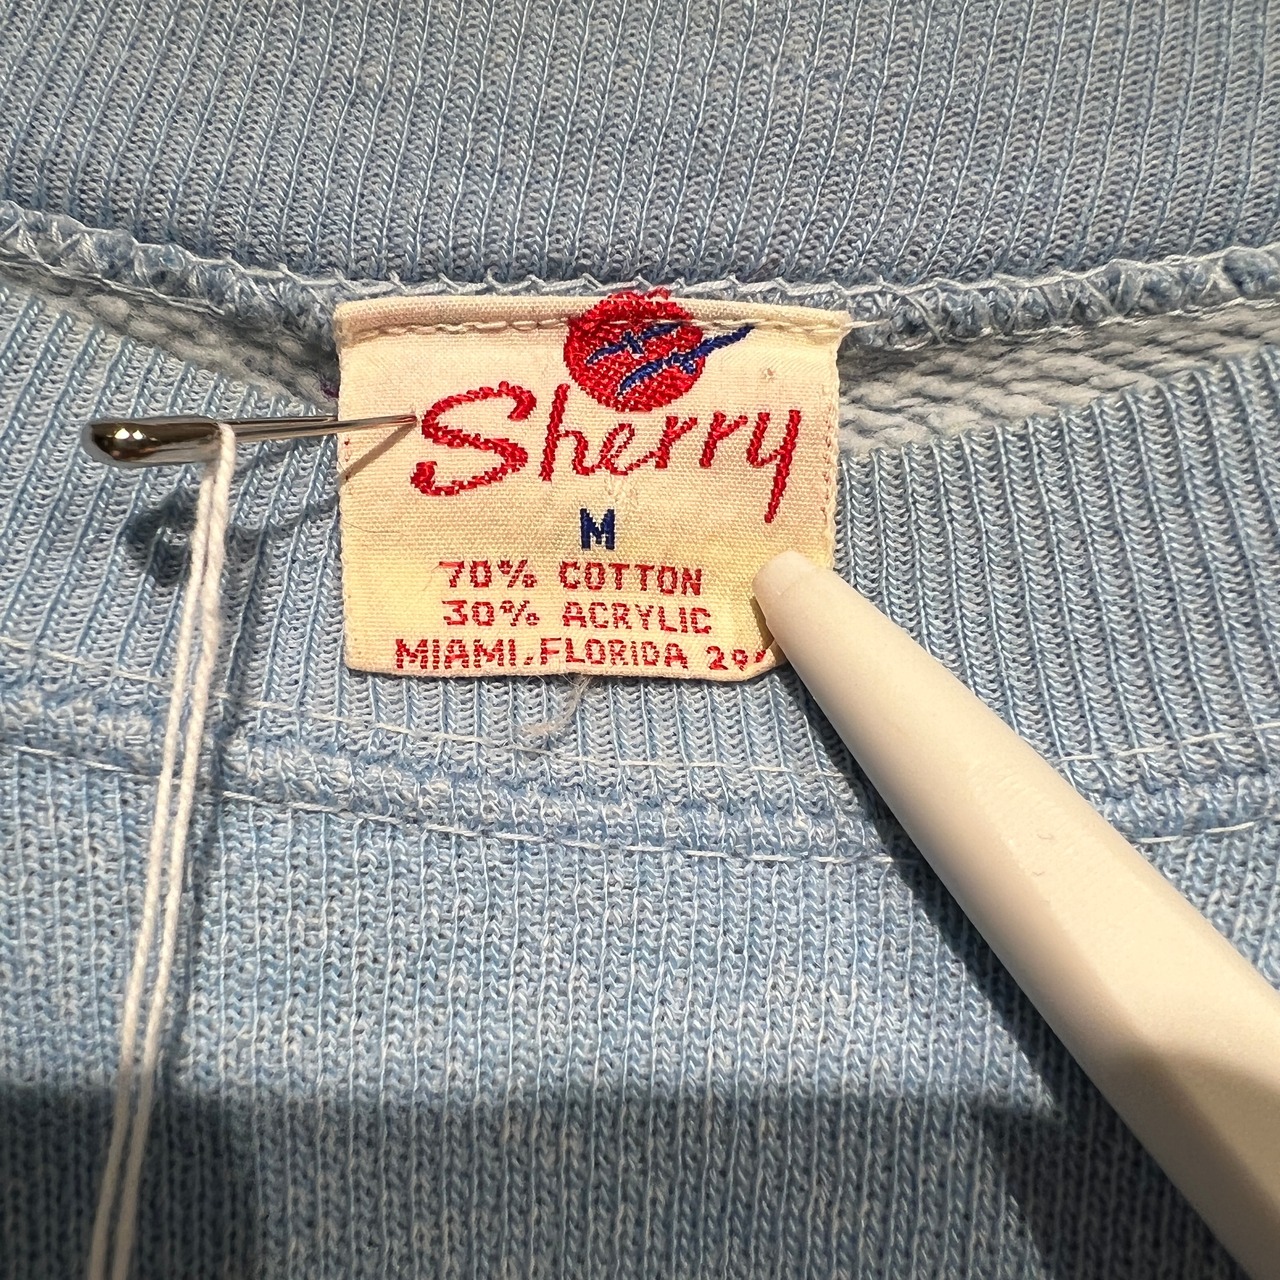 Sherry
M
70% COTTON
30% ACRYLIC
MIAMI, FLORIDA